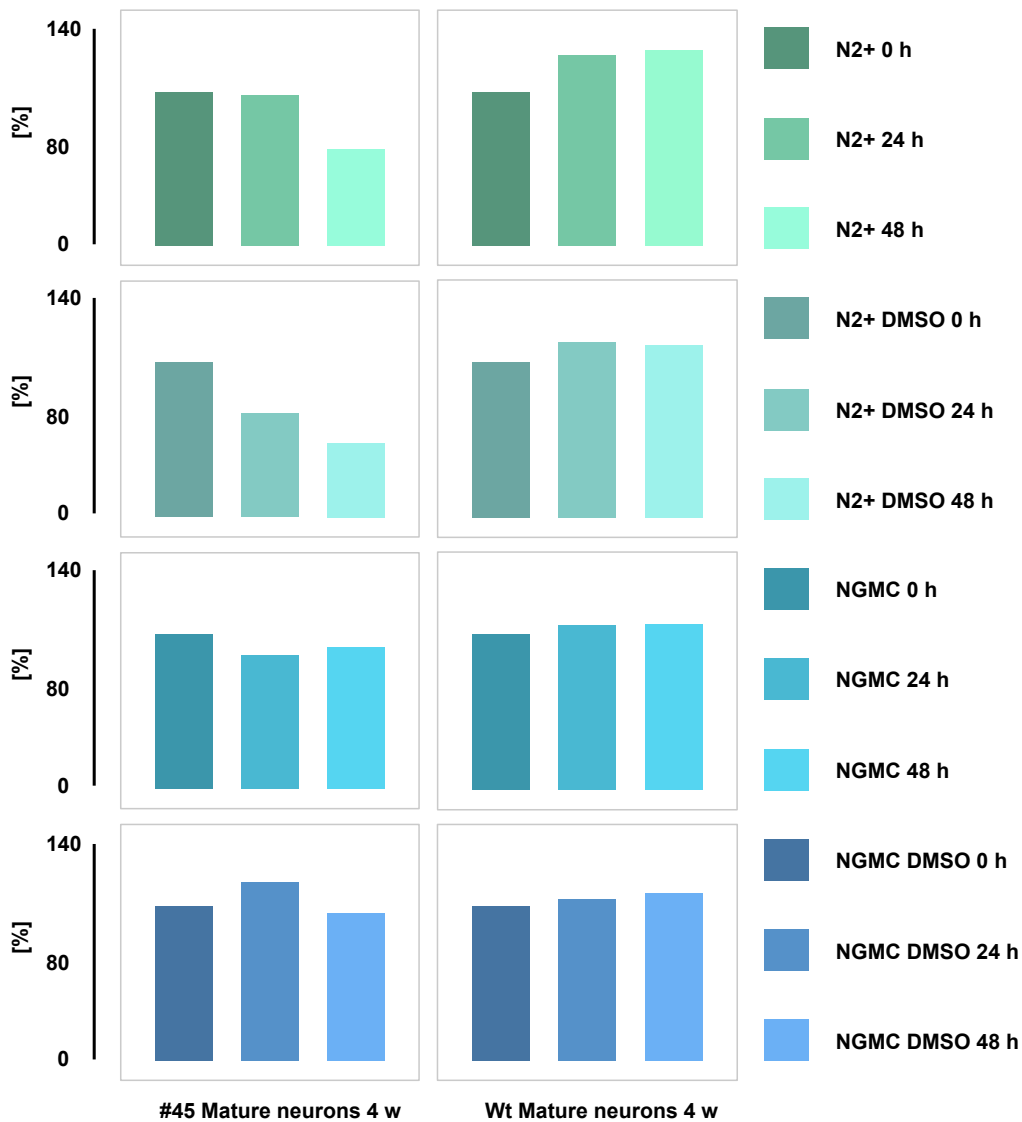 140
[%]
80
0
N2+ 0 h
N2+ 24 h
N2+ 48 h
140
[%]
80
0
N2+ DMSO 0 h
N2+ DMSO 24 h
N2+ DMSO 48 h
140
[%]
80
0
NGMC 0 h
NGMC 24 h
NGMC 48 h
140
[%]
80
0
NGMC DMSO 0 h
NGMC DMSO 24 h
NGMC DMSO 48 h
#45 Mature neurons 4 w
Wt Mature neurons 4 w